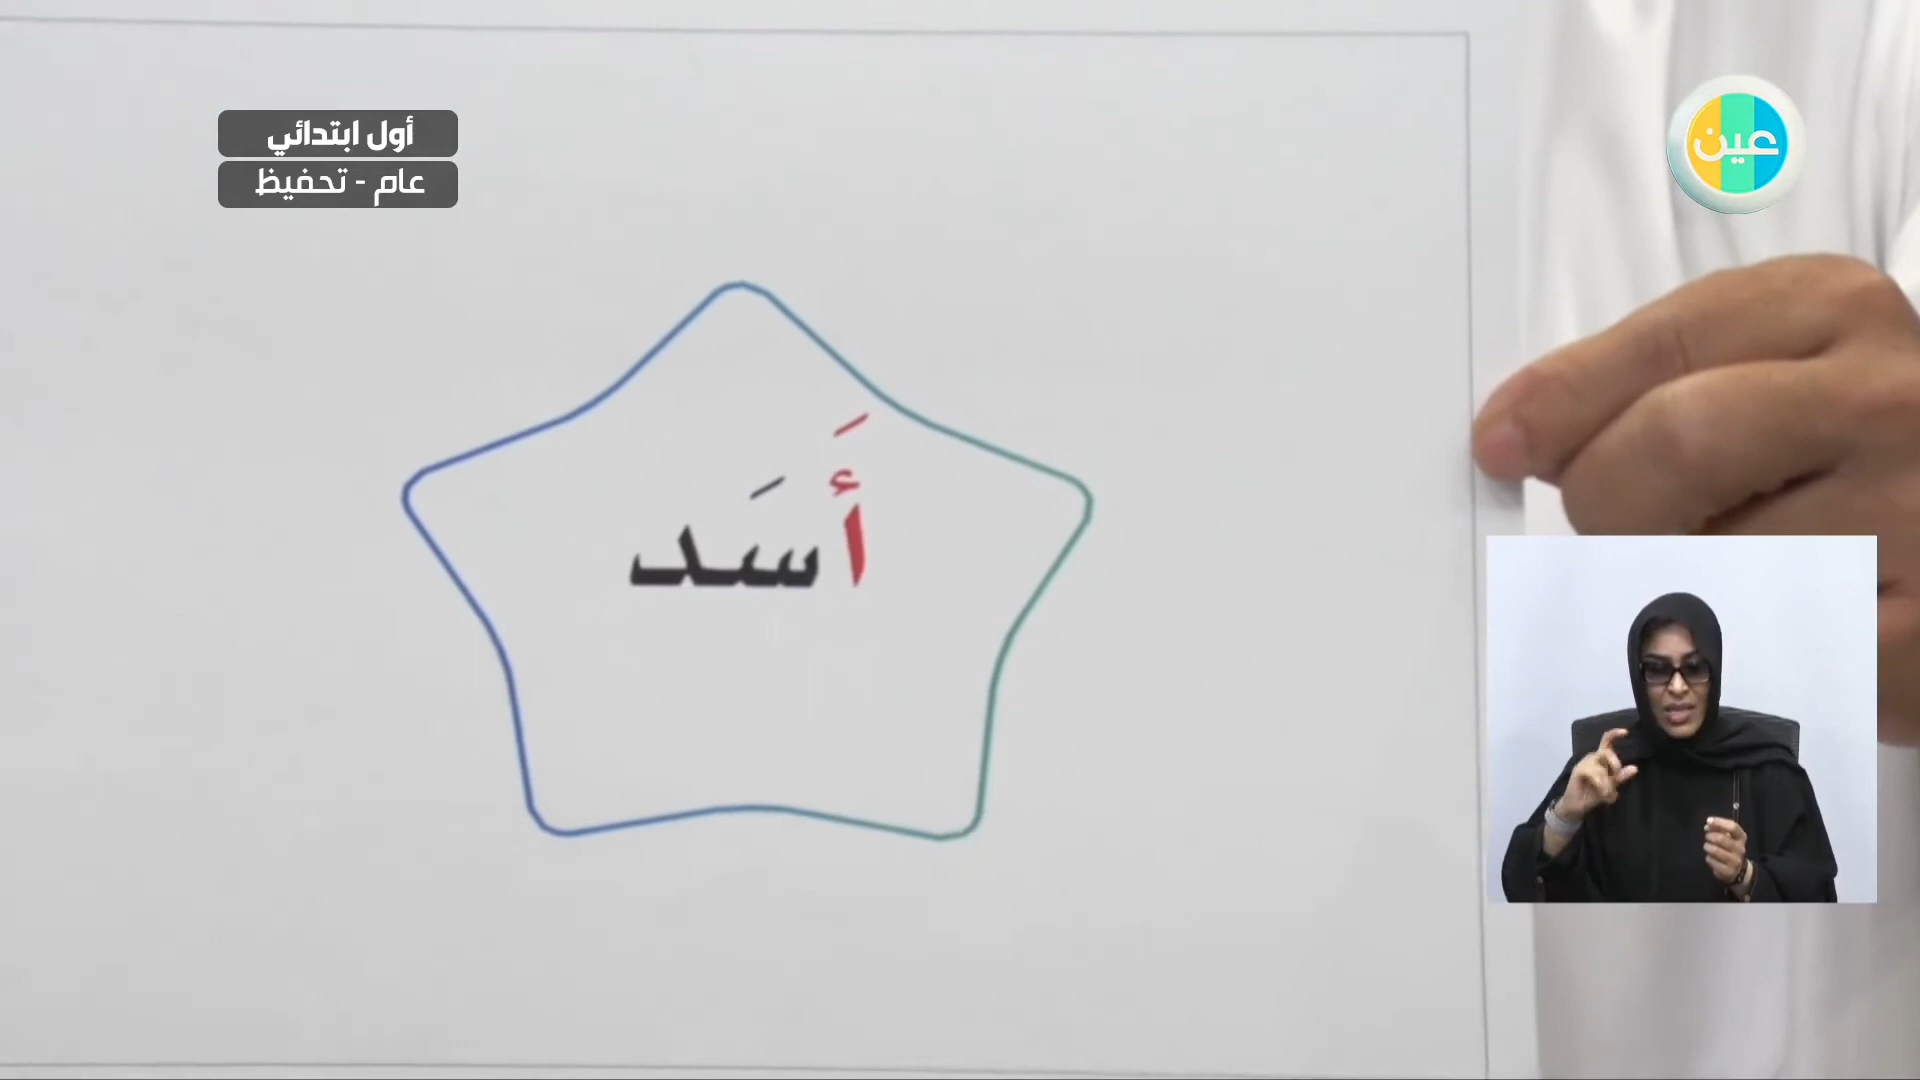 أول ابتدائي
عام - تحفيظ
عين
أَسَد